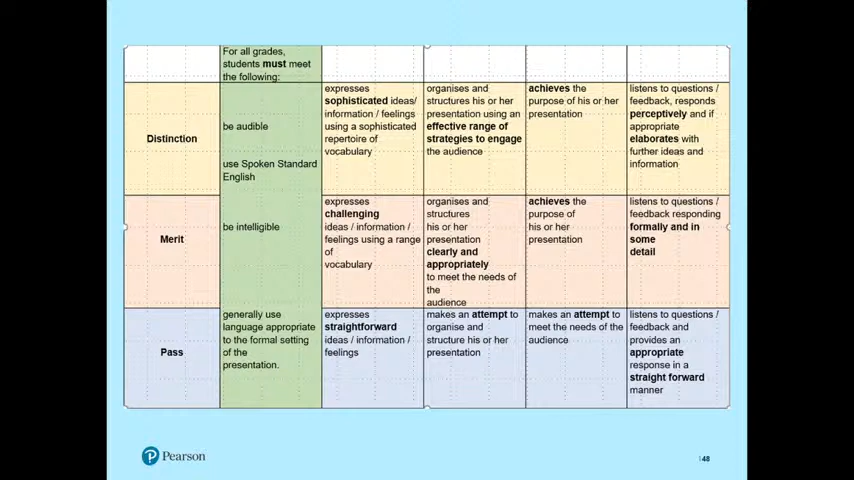 For all grades,
students must meet
the following:
Distinction
be audible
use Spoken Standard
English
expresses
sophisticated ideas/
information / feelings
using a sophisticated
repertoire of
vocabulary
organises and
structures his or her
presentation using an
effective range of
strategies to engage
the audience
achieves the
purpose of his or her
presentation
listens to questions /
feedback, responds
perceptively and if
appropriate
elaborates with
further ideas and
information
Merit
be intelligible
expresses
challenging
ideas / information /
feelings using a range
of
vocabulary
organises and
structures
his or her
presentation
clearly and
appropriately
to meet the needs of
the
audience
achieves the
purpose of
his or her
presentation
listens to questions /
feedback responding
formally and in
some
detail
Pass
generally use
language appropriate
to the formal setting
of the
presentation.
expresses
straightforward
ideas / information /
feelings
makes an attempt to
organise and
structure his or her
presentation
makes an attempt to
meet the needs of the
audience
listens to questions /
feedback and
provides an
appropriate
response in a
straight forward
manner
Pearson
48